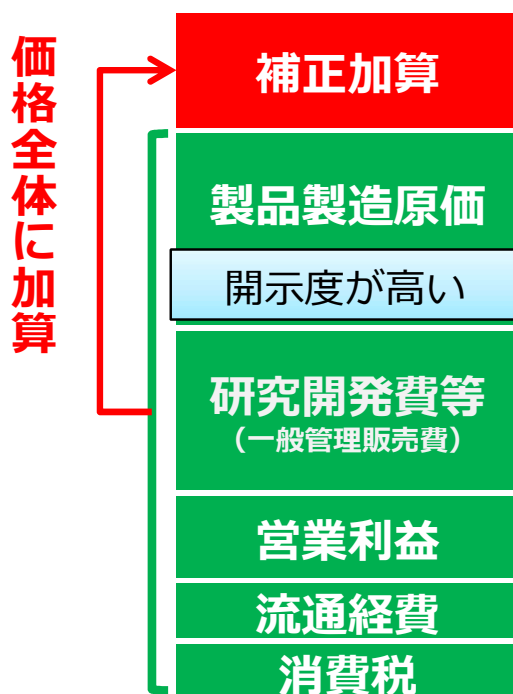 価格全体に加算
補正加算
製品製造原価
開示度が高い
研究開発費等
（一般管理販売費）
営業利益
流通経費
消費税